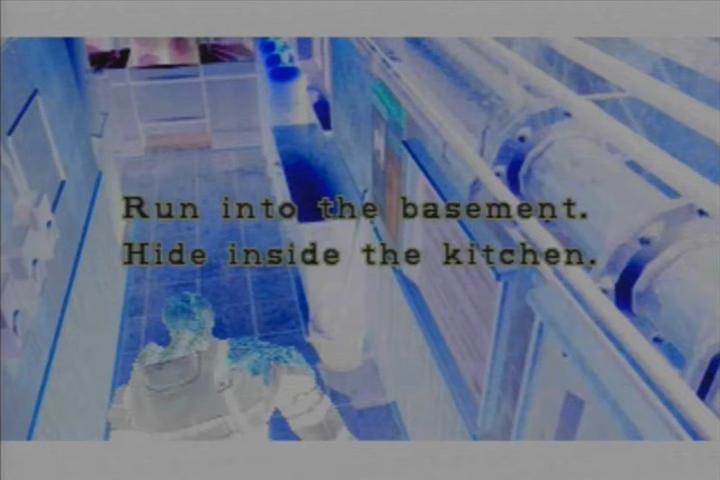 Run into the basement.
Hide inside the kitchen.